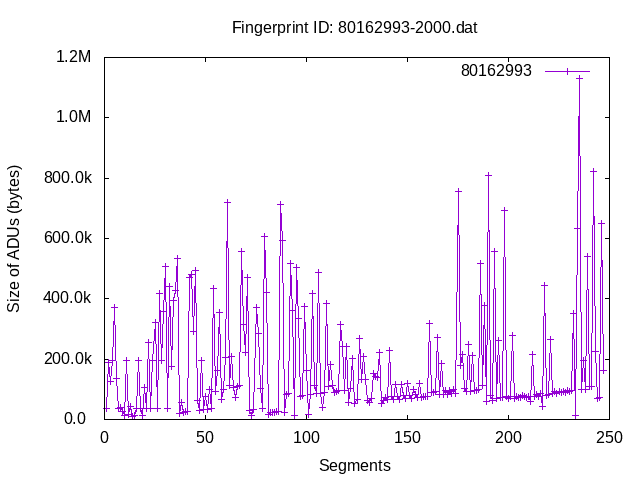 Fingerprint ID: 80162993-2000.dat
1.2M
80162993
1.0M
800.0k
600.0k
400.0k
200.0k
0.0
Size of ADUs (bytes)
0 50 100 150 200 250
Segments